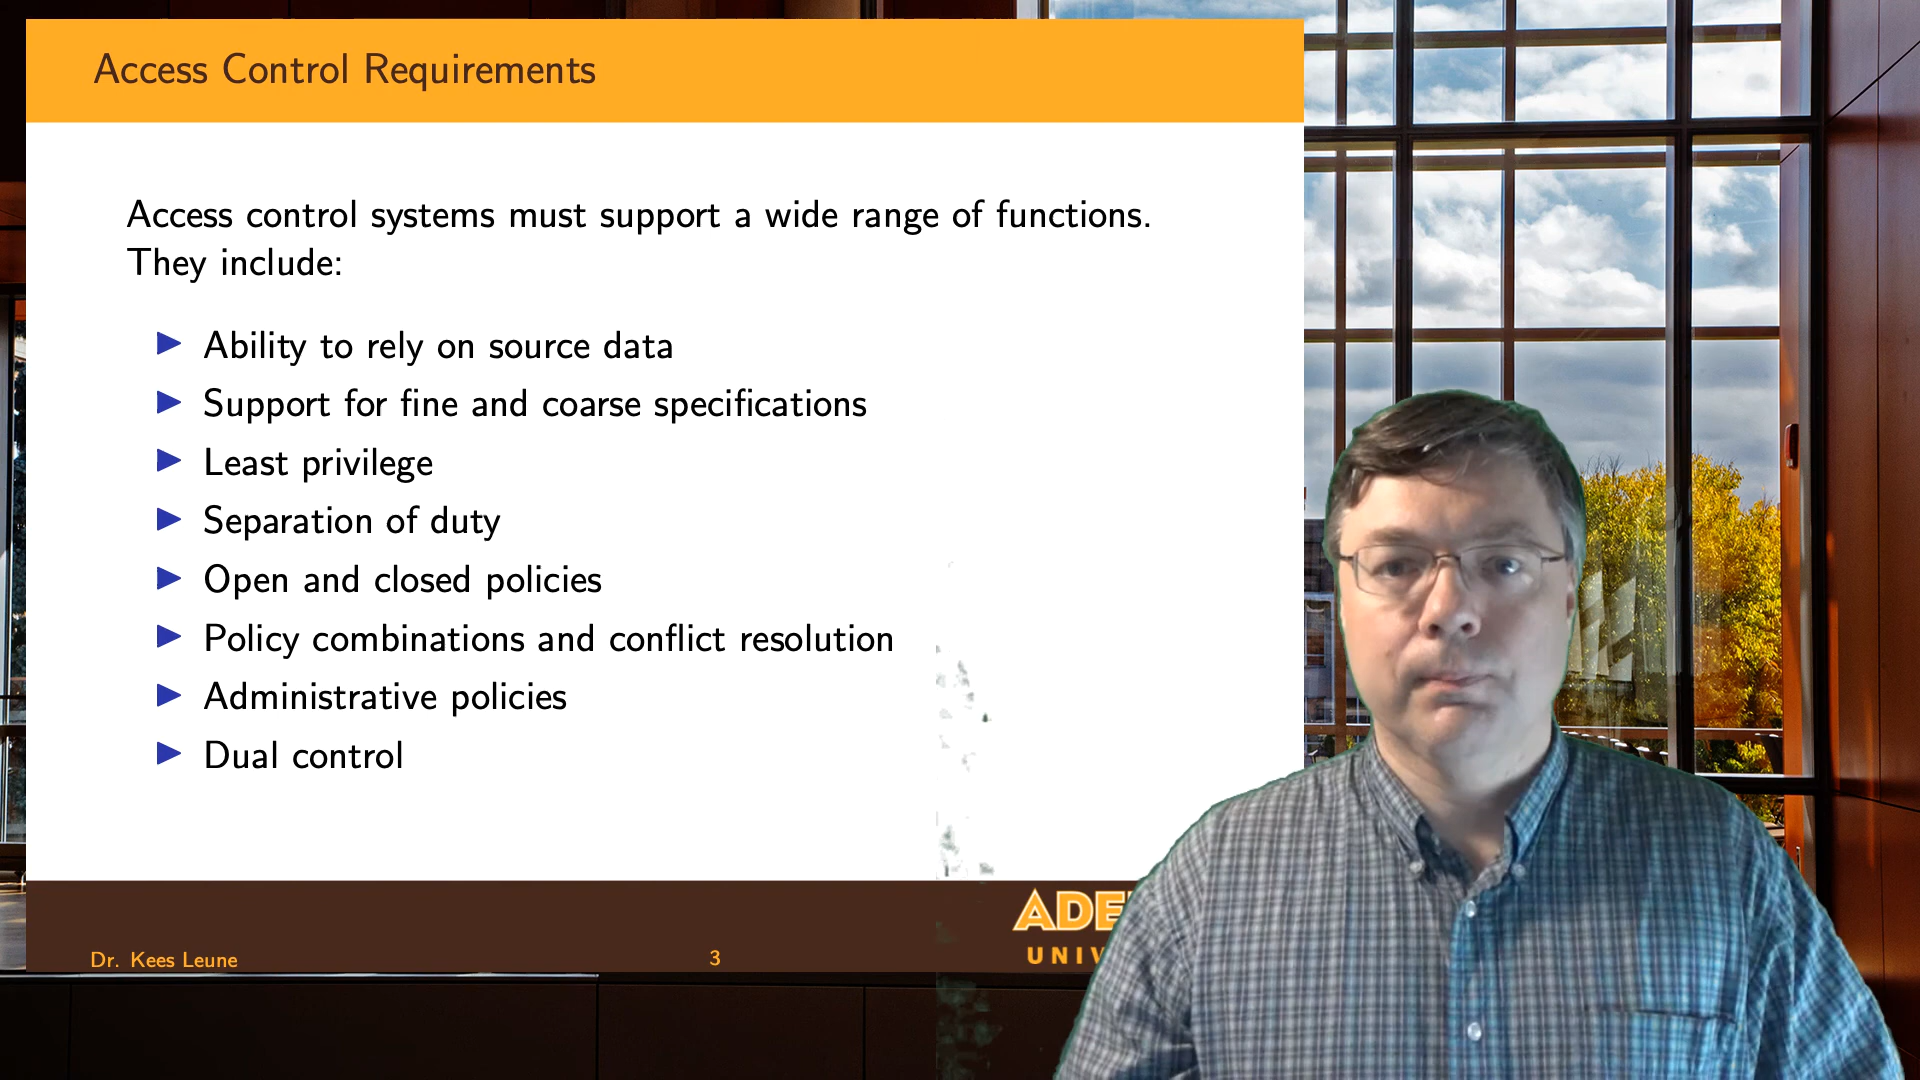 Access Control Requirements
Access control systems must support a wide range of functions.
They include:
Ability to rely on source data
Support for fine and coarse specifications
Least privilege
Separation of duty
Open and closed policies
Policy combinations and conflict resolution
Administrative policies
Dual control
Dr. Kees Leune
3